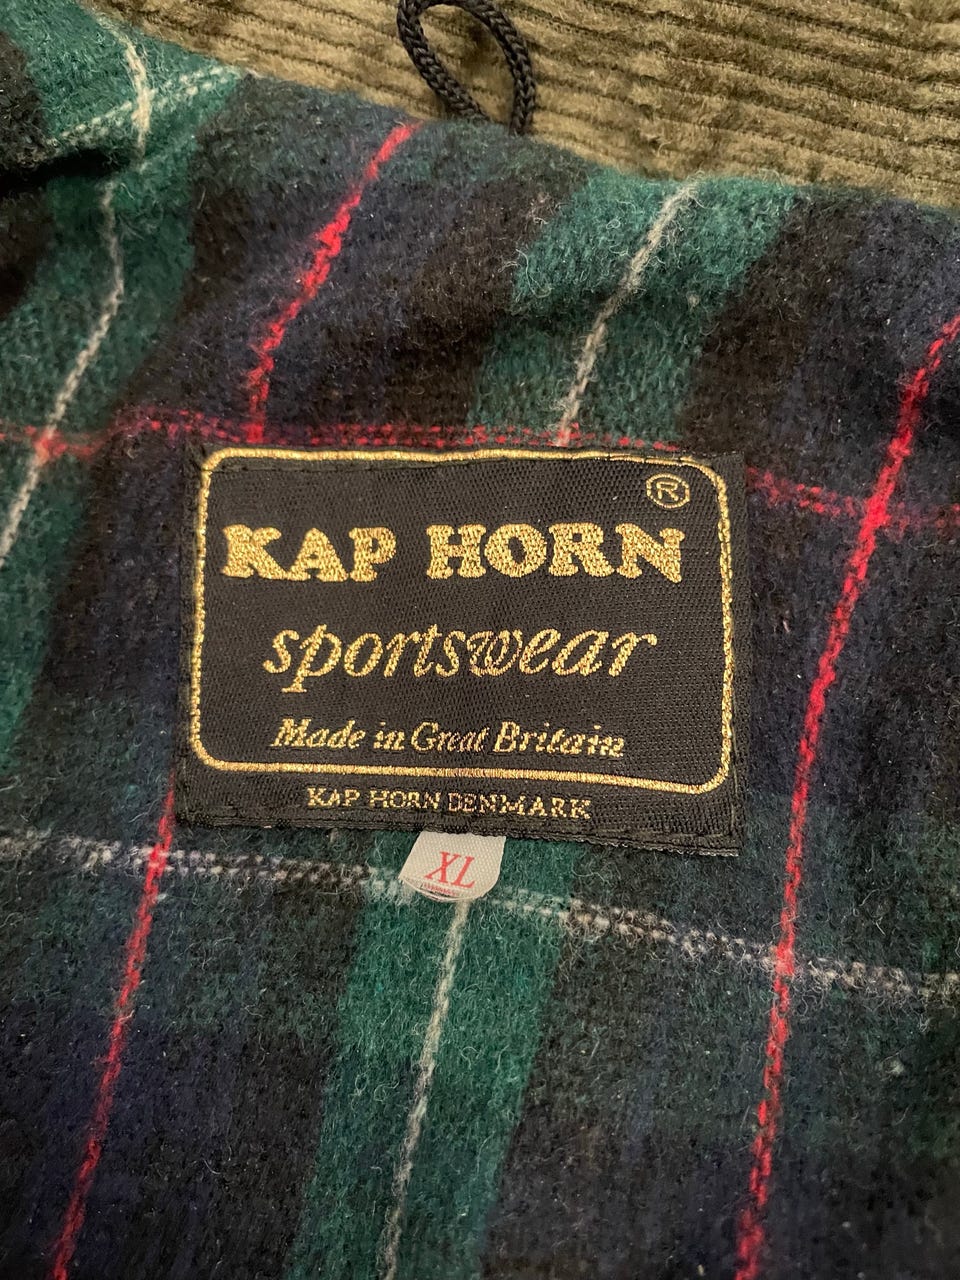 ®
KAP HORN
sportswear
Made in Great Britain
KAP HORN DENMARK
XL